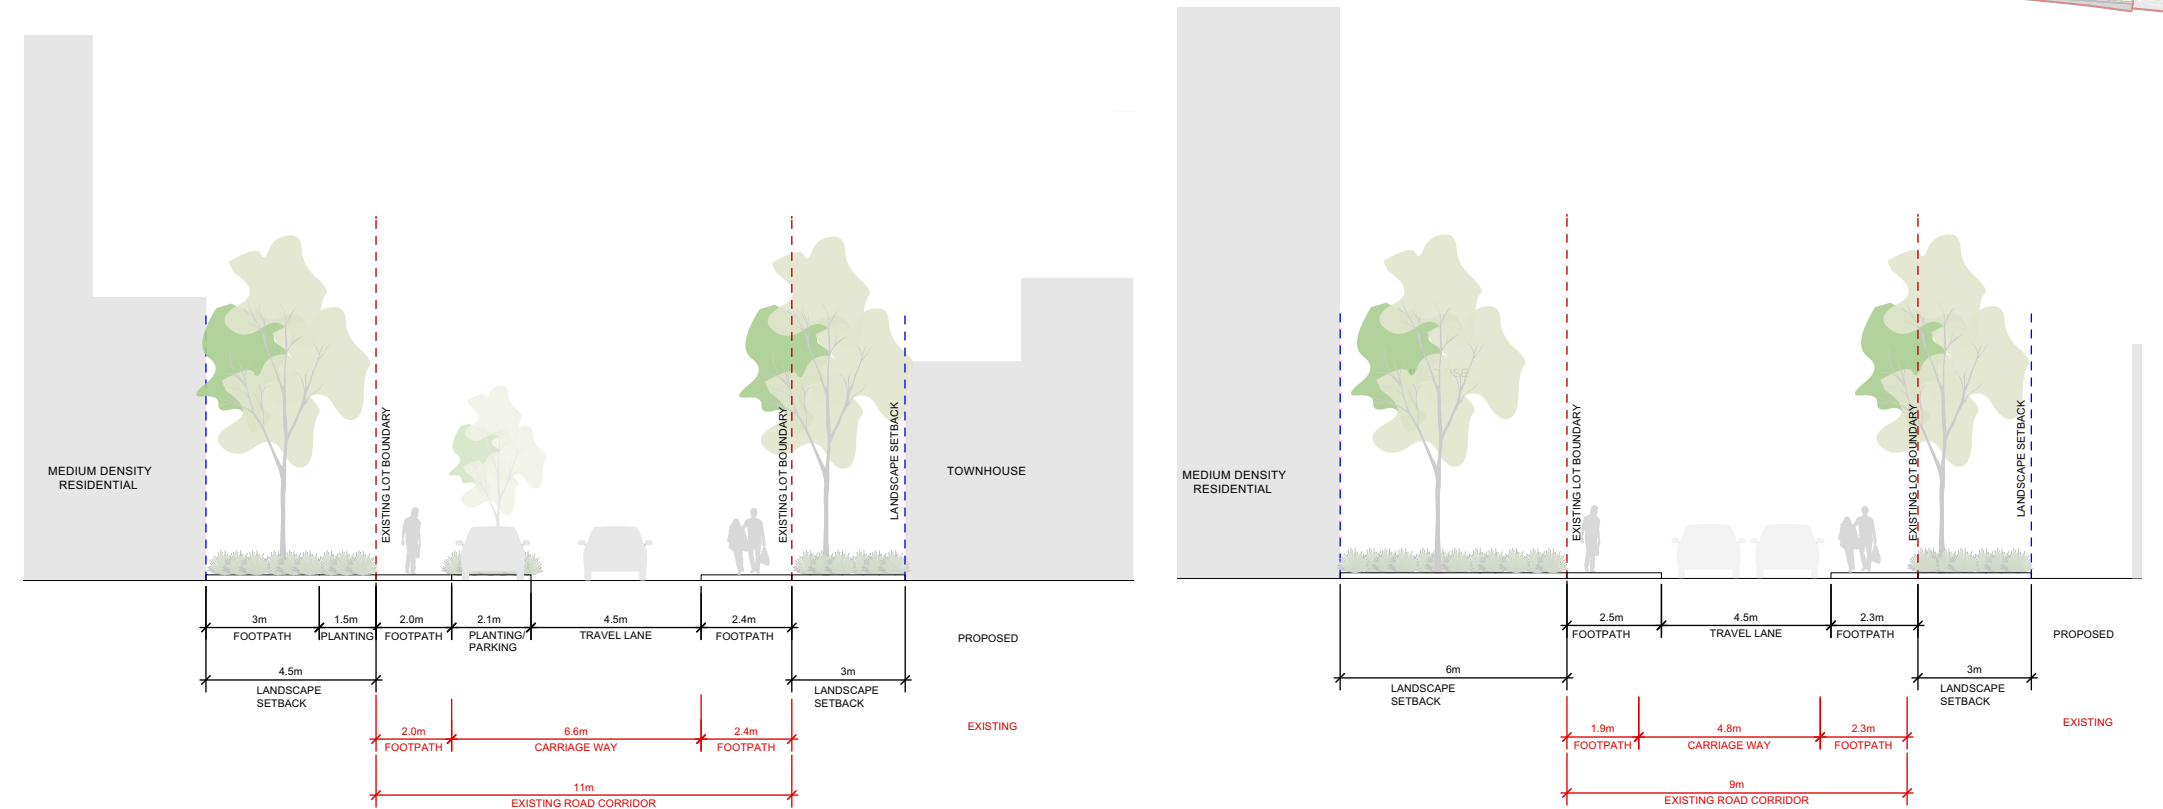 MEDIUM DENSITY
RESIDENTIAL
EXISTING LOT BOUNDARY
EXISTING LOT BOUNDARY
LANDSCAPE SETBACK
TOWNHOUSE
3m
FOOTPATH
1.5m
PLANTING
2.0m
FOOTPATH
2.1m
PLANTING/
PARKING
4.5m
TRAVEL LANE
2.4m
FOOTPATH
PROPOSED
4.5m
LANDSCAPE
SETBACK
3m
LANDSCAPE
SETBACK
2.0m
FOOTPATH
6.6m
CARRIAGE WAY
2.4m
FOOTPATH
EXISTING
11m
EXISTING ROAD CORRIDOR
MEDIUM DENSITY
RESIDENTIAL
EXISTING LOT BOUNDARY
EXISTING LOT BOUNDARY
LANDSCAPE SETBACK
2.5m
FOOTPATH
4.5m
TRAVEL LANE
2.3m
FOOTPATH
PROPOSED
6m
LANDSCAPE
SETBACK
3m
LANDSCAPE
SETBACK
1.9m
FOOTPATH
4.8m
CARRIAGE WAY
2.3m
FOOTPATH
EXISTING
9m
EXISTING ROAD CORRIDOR